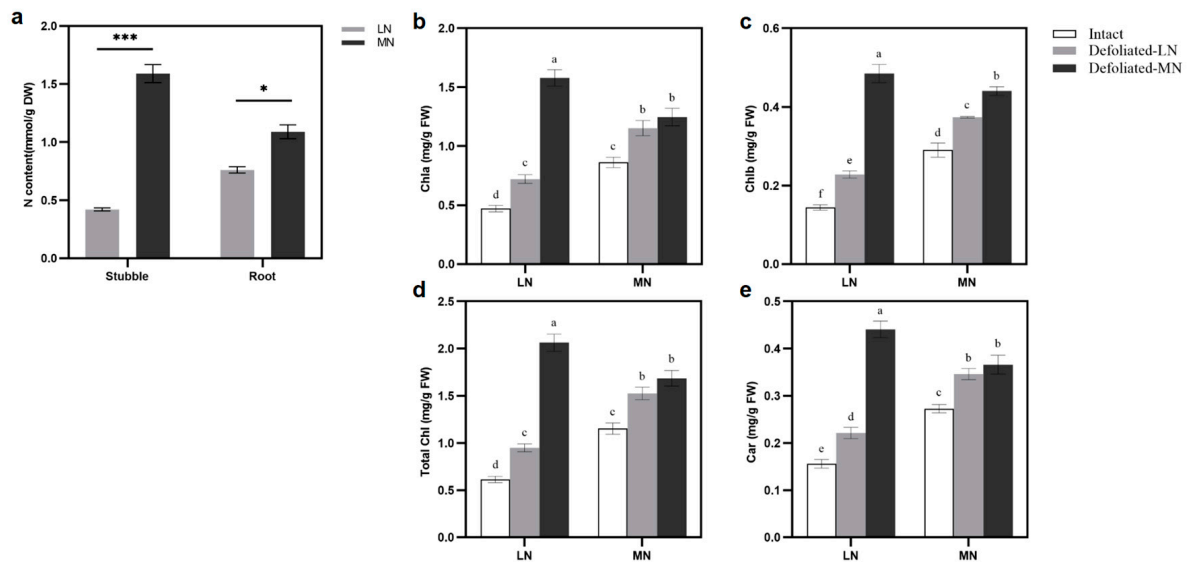 a
N content(mmol/g DW)
2.0
1.5
1.0
0.5
0.0
***
*
Stubble
Root
LN
MN
b
Chla (mg/g FW)
2.0
1.5
1.0
0.5
0.0
d
c
a
c
b
b
LN
MN
c
Chlb (mg/g FW)
0.6
0.4
0.2
0.0
f
e
a
d
c
b
LN
MN
Intact
Defoliated-LN
Defoliated-MN
d
Total Chl (mg/g FW)
2.5
2.0
1.5
1.0
0.5
0.0
d
c
a
c
b
b
LN
MN
e
Car (mg/g FW)
0.5
0.4
0.3
0.2
0.1
0.0
e
d
a
c
b
b
LN
MN